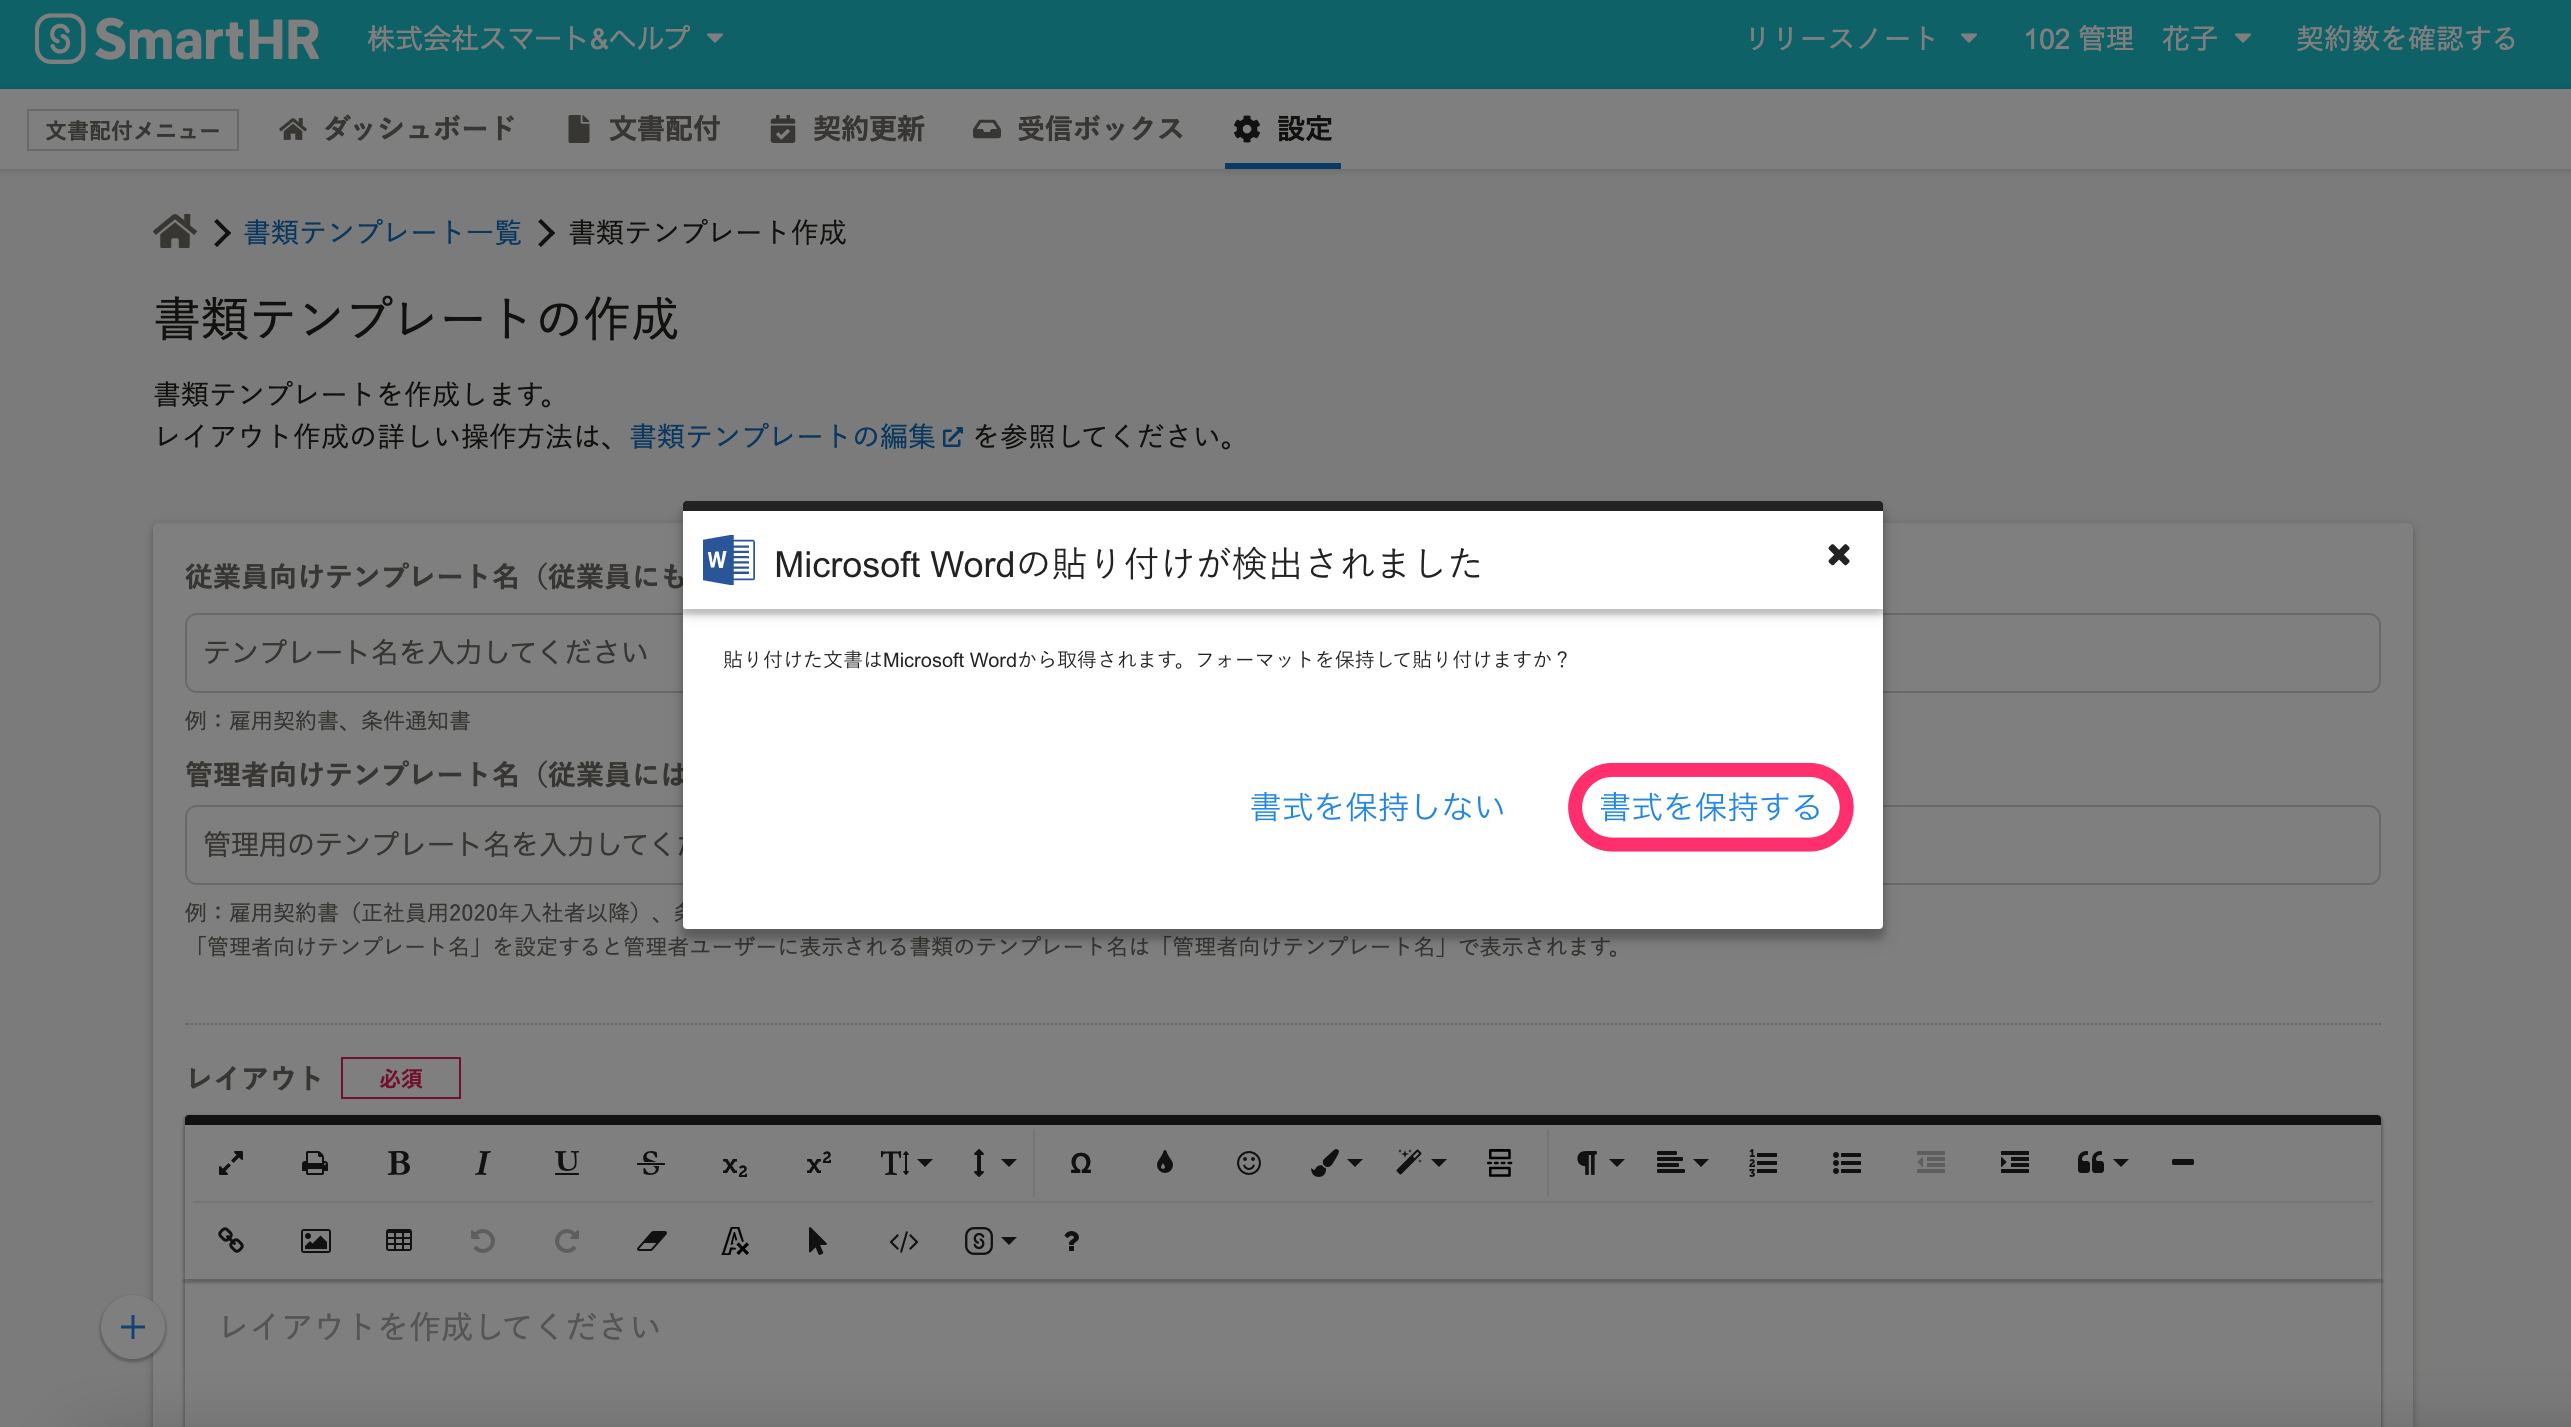 SmartHR 株式会社スマート&ヘルプ リリースノート 102 管理 花子 契約数を確認する
文書配付メニュー ダッシュボード 文書配付 契約更新 受信ボックス 設定
書類テンプレート一覧 書類テンプレート作成
書類テンプレートの作成
書類テンプレートを作成します。
レイアウト作成の詳しい操作方法は、書類テンプレートの編集 を参照してください。
Microsoft Wordの貼り付けが検出されました
貼り付けた文書はMicrosoft Wordから取得されます。フォーマットを保持して貼り付けますか？
書式を保持しない 書式を保持する
従業員向けテンプレート名（従業員にも
テンプレート名を入力してください
例：雇用契約書、条件通知書
管理者向けテンプレート名（従業員には
管理用のテンプレート名を入力してく
例：雇用契約書（正社員用2020年入社者以降）、
「管理者向けテンプレート名」を設定すると管理者ユーザーに表示される書類のテンプレート名は「管理者向けテンプレート名」で表示されます。
レイアウト 必須
レイアウトを作成してください